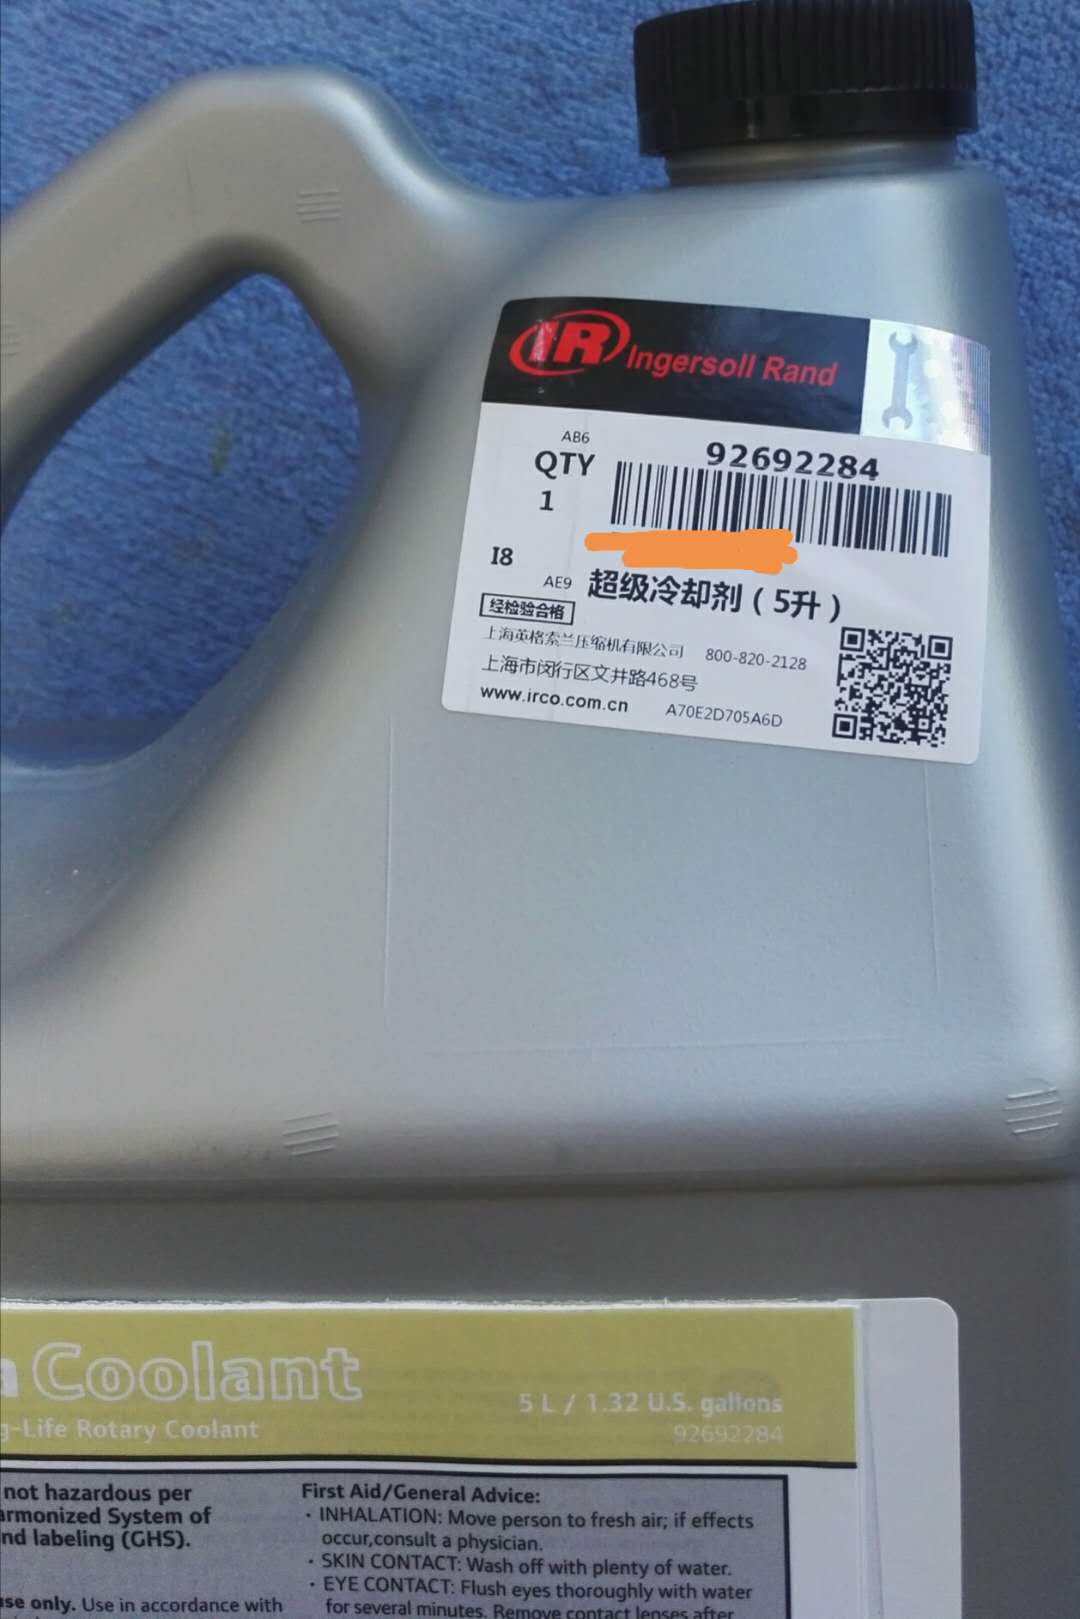 IR Ingersoll Rand
AB6
QTY
1
92692284
I8
AE9
超级冷却剂(5升)
经检验合格
上海英格索兰压缩机有限公司 800-820-2128
上海市闵行区文井路468号
www.irco.com.cn
A70E2D705A6D
Coolant
5 L / 1.32 U.S. gallons
-Life Rotary Coolant
92692284
not hazardous per
armonized System of
nd labeling (GHS).
se only. Use in accordance with
First Aid/General Advice:
· INHALATION: Move person to fresh air; if effects
occur,consult a physician.
· SKIN CONTACT: Wash off with plenty of water.
· EYE CONTACT: Flush eyes thoroughly with water
for several minutes. Remove contact lenses after